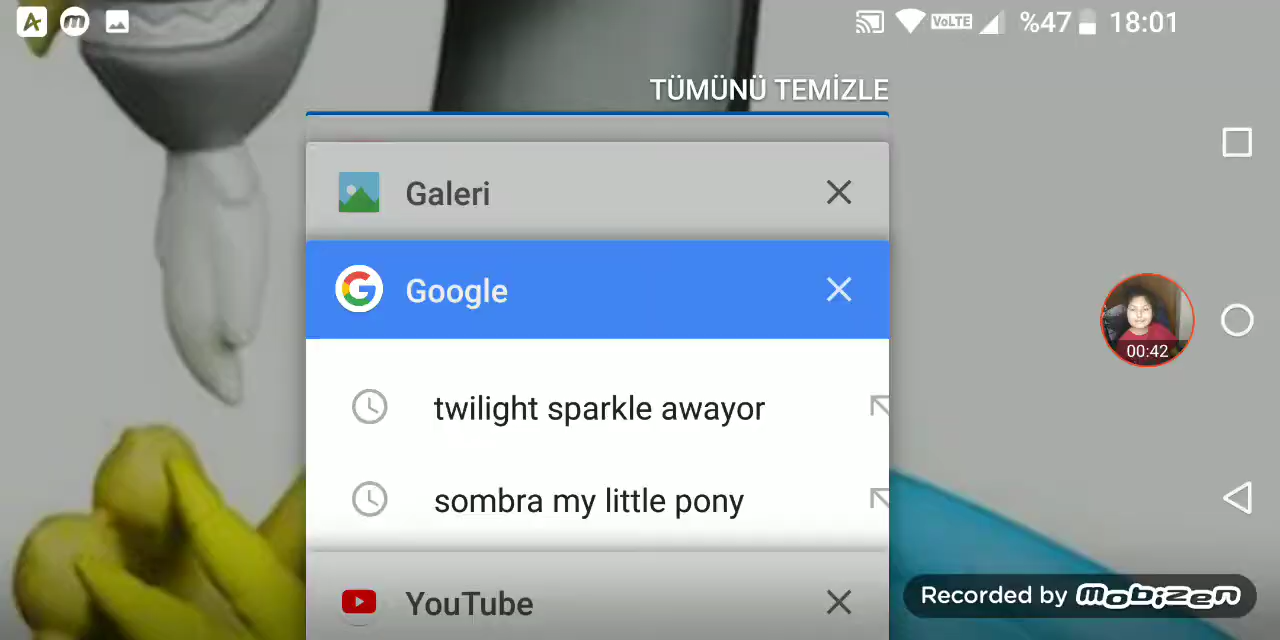 %47 18:01
VoLTE
TÜMÜNÜ TEMİZLE
Galeri
Google
twilight sparkle awayor
00:42
sombra my little pony
YouTube
Recorded by mobizen